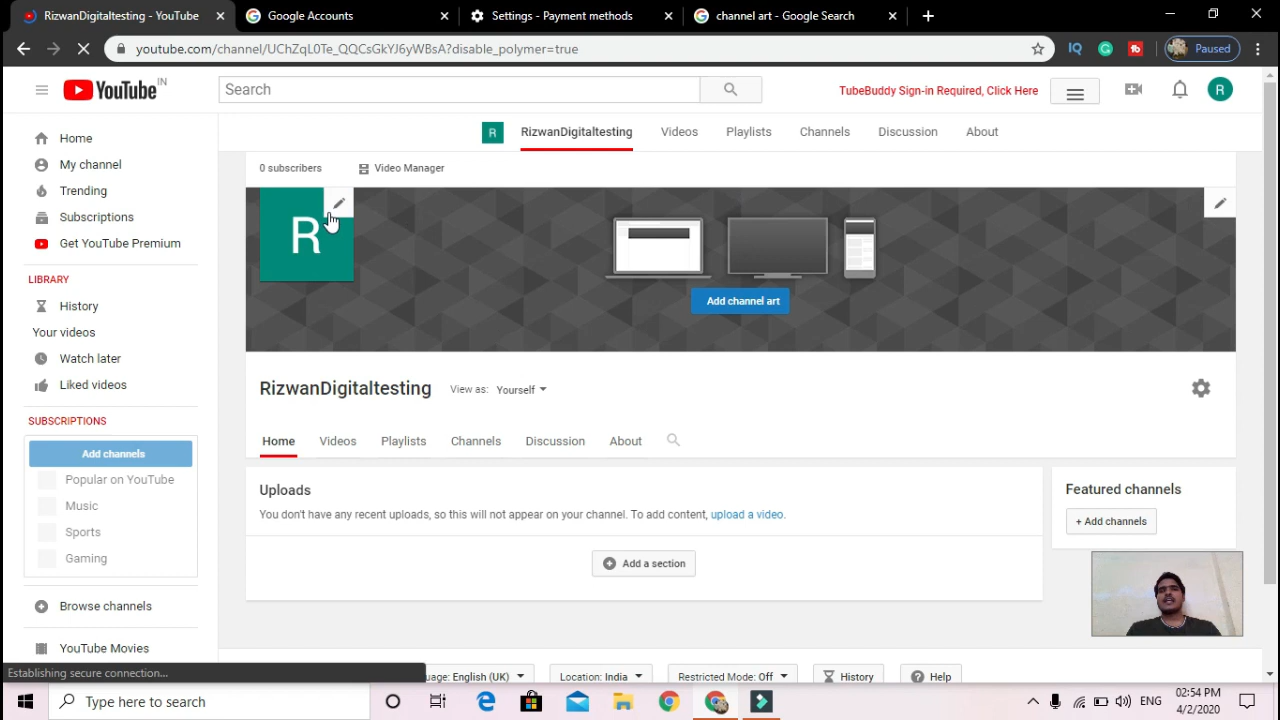 RizwanDigitaltesting - YouTube
Google Accounts
Settings - Payment methods
channel art - Google Search
youtube.com/channel/UChZqL0Te_QQCsGkYJ6yWBsA?disable_polymer=true
IQ
Paused
YouTube IN
Search
TubeBuddy Sign-in Required, Click Here
R
R
RizwanDigitaltesting
Videos
Playlists
Channels
Discussion
About
Home
My channel
Trending
Subscriptions
Get YouTube Premium
LIBRARY
History
Your videos
Watch later
Liked videos
SUBSCRIPTIONS
Add channels
Popular on YouTube
Music
Sports
Gaming
Browse channels
YouTube Movies
0 subscribers
Video Manager
R
Add channel art
RizwanDigitaltesting
View as: Yourself
Home
Videos
Playlists
Channels
Discussion
About
Uploads
You don't have any recent uploads, so this will not appear on your channel. To add content, upload a video.
Add a section
Featured channels
+ Add channels
Establishing secure connection...
uage: English (UK)
Location: India
Restricted Mode: Off
History
Help
Type here to search
ENG
02:54 PM
4/2/2020